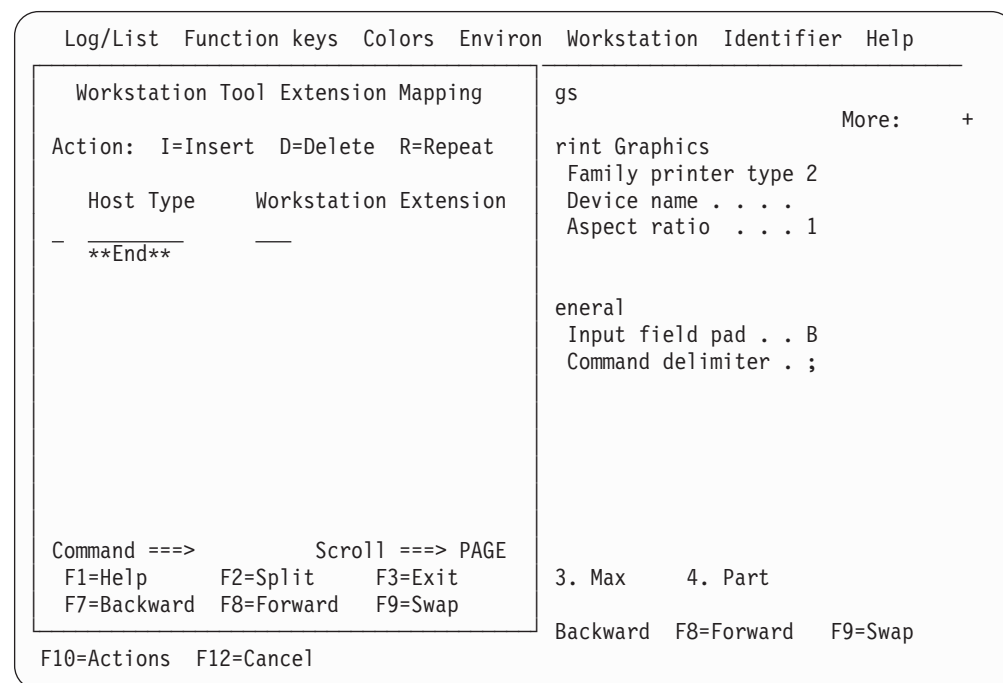 Log/List  Function keys  Colors  Environ  Workstation  Identifier  Help
Workstation Tool Extension Mapping      gs
More:     +
Action:  I=Insert  D=Delete  R=Repeat     rint Graphics
Family printer type 2
Host Type     Workstation Extension     Device name . . . .
_  ________      ___     Aspect ratio  . . . 1
**End**
eneral
Input field pad . . B
Command delimiter . ;
Command ===>          Scroll ===> PAGE
F1=Help      F2=Split     F3=Exit        3. Max     4. Part
F7=Backward  F8=Forward   F9=Swap
Backward  F8=Forward   F9=Swap
F10=Actions  F12=Cancel